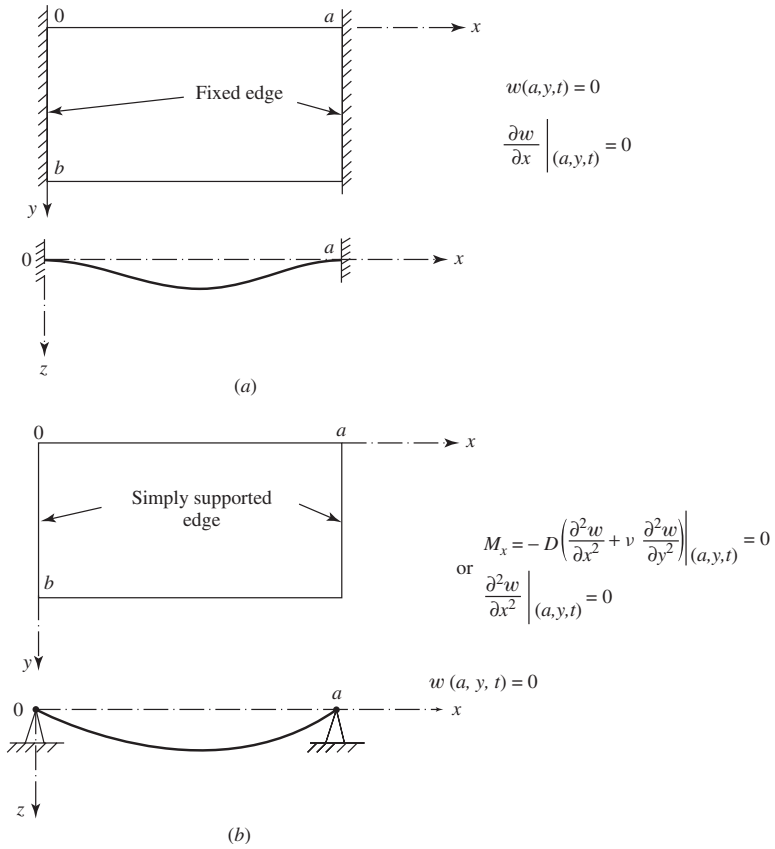 0 a x
Fixed edge
w(a,y,t) = 0
∂w/∂x |(a,y,t) = 0
b
y
0 a x
z
(a)
0 a x
Simply supported
edge
M_x = − D(∂²w/∂x² + ν ∂²w/∂y²)|(a,y,t) = 0
or
∂²w/∂x² |(a,y,t) = 0
b
y
w (a, y, t) = 0
0 a x
z
(b)